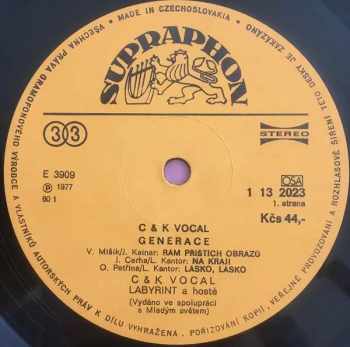 MADE IN CZECHOSLOVAKIA • VŠECHNA PRÁVA GRAMOFONOVÉHO VÝROBCE A VLASTNÍKŮ AUTORSKÝCH PRÁV K DÍLU VYHRAŽENA. POŘIZOVÁNÍ KOPIÍ, VEŘEJNÉ PROVOZOVÁNÍ A ROZHLASOVÉ ŠÍŘENÍ TÉTO DESKY JE ZAKÁZÁNO
SUPRAPHON
33
STEREO
E 3909
Ⓟ 1977
60 1
OSA
1 13 2023
1. strana
Kčs 44,-
C & K VOCAL
GENERACE
V. Mišík/L. Kainar: RÁM PŘÍŠTÍCH OBRAZŮ
J. Cerha/L. Kantor: NA KRAJI
O. Petřina/L. Kantor: LÁSKO, LÁSKO
C & K VOCAL
LABYRINT a hosté
(Vydáno ve spolupráci
s Mladým světem)